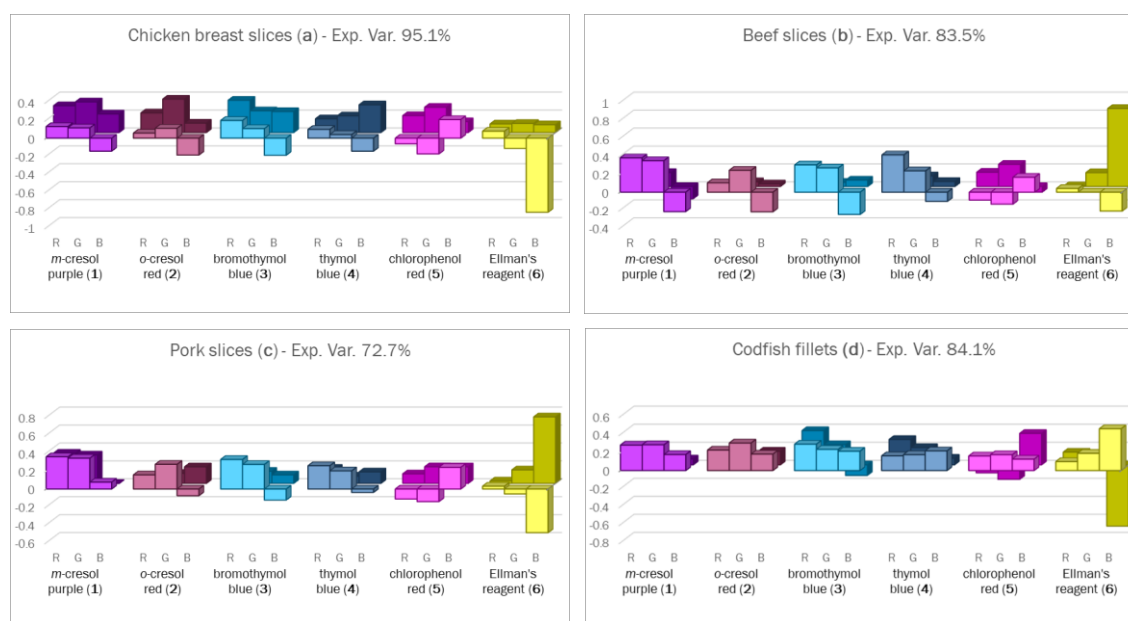 Chicken breast slices (a) - Exp. Var. 95.1%
0.4
0.2
0
-0.2
-0.4
-0.6
-0.8
-1
R G B R G B R G B R G B R G B R G B
m-cresol o-cresol bromothymol thymol chlorophenol Ellman's
purple (1) red (2) blue (3) blue (4) red (5) reagent (6)
Beef slices (b) - Exp. Var. 83.5%
1
0.8
0.6
0.4
0.2
0
-0.2
-0.4
R G B R G B R G B R G B R G B R G B
m-cresol o-cresol bromothymol thymol chlorophenol Ellman's
purple (1) red (2) blue (3) blue (4) red (5) reagent (6)
Pork slices (c) - Exp. Var. 72.7%
0.8
0.6
0.4
0.2
0
-0.2
-0.4
-0.6
R G B R G B R G B R G B R G B R G B
m-cresol o-cresol bromothymol thymol chlorophenol Ellman's
purple (1) red (2) blue (3) blue (4) red (5) reagent (6)
Codfish fillets (d) - Exp. Var. 84.1%
0.6
0.4
0.2
0
-0.2
-0.4
-0.6
-0.8
R G B R G B R G B R G B R G B R G B
m-cresol o-cresol bromothymol thymol chlorophenol Ellman's
purple (1) red (2) blue (3) blue (4) red (5) reagent (6)